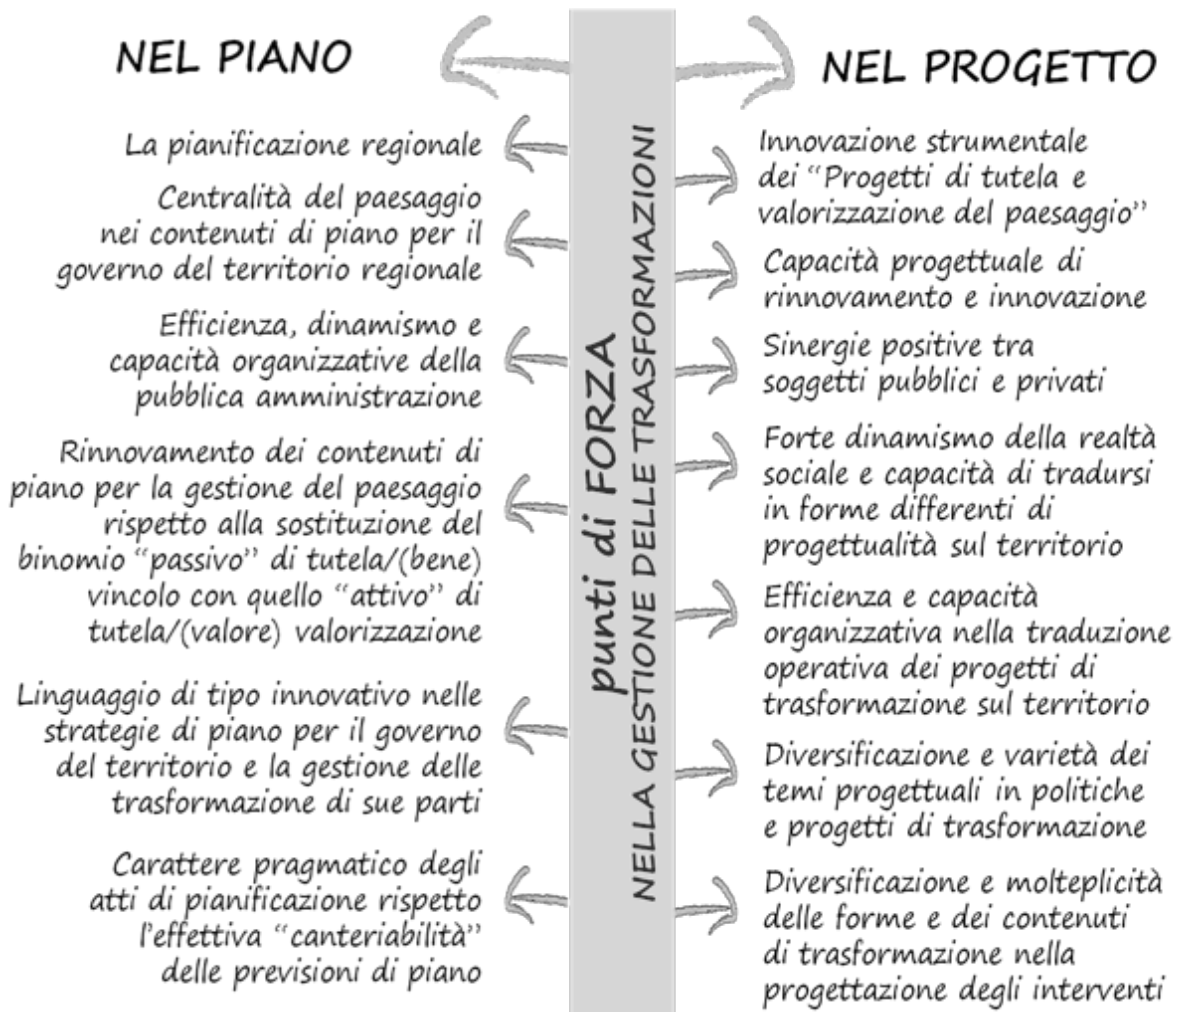 NEL PIANO
La pianificazione regionale
Centralità del paesaggio
nei contenuti di piano per il
governo del territorio regionale
Efficienza, dinamismo e
capacità organizzative della
pubblica amministrazione
Rinnovamento dei contenuti di
piano per la gestione del paesaggio
rispetto alla sostituzione del
binomio “passivo” di tutela/(bene)
vincolo con quello “attivo” di
tutela/(valore) valorizzazione
Linguaggio di tipo innovativo nelle
strategie di piano per il governo
del territorio e la gestione delle
trasformazione di sue parti
Carattere pragmatico degli
atti di pianificazione rispetto
l’effettiva “canteriabilità”
delle previsioni di piano
punti di FORZA
NELLA GESTIONE DELLE TRASFORMAZIONI
NEL PROGETTO
Innovazione strumentale
dei “Progetti di tutela e
valorizzazione del paesaggio”
Capacità progettuale di
rinnovamento e innovazione
Sinergie positive tra
soggetti pubblici e privati
Forte dinamismo della realtà
sociale e capacità di tradursi
in forme differenti di
progettualità sul territorio
Efficienza e capacità
organizzativa nella traduzione
operativa dei progetti di
trasformazione sul territorio
Diversificazione e varietà dei
temi progettuali in politiche
e progetti di trasformazione
Diversificazione e molteplicità
delle forme e dei contenuti
di trasformazione nella
progettazione degli interventi